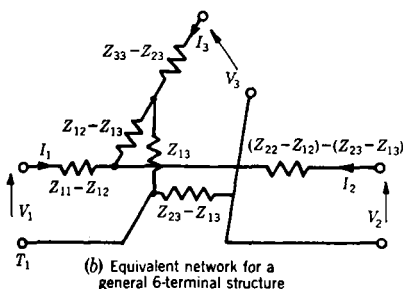 I₃
Z₃₃−Z₂₃
V₃
Z₁₂−Z₁₃
Z₁₃
(Z₂₂−Z₁₂)−(Z₂₃−Z₁₃)
I₁
Z₁₁−Z₁₂
I₂
Z₂₃−Z₁₃
V₁
V₂
T₁
(b) Equivalent network for a
general 6-terminal structure